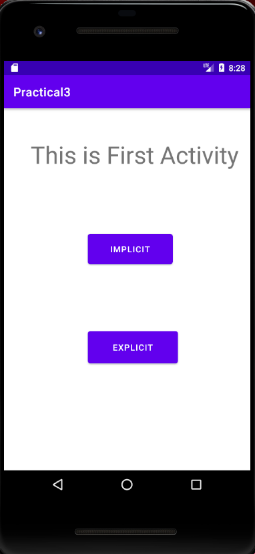 8:28
Practical3
This is First Activity
IMPLICIT
EXPLICIT